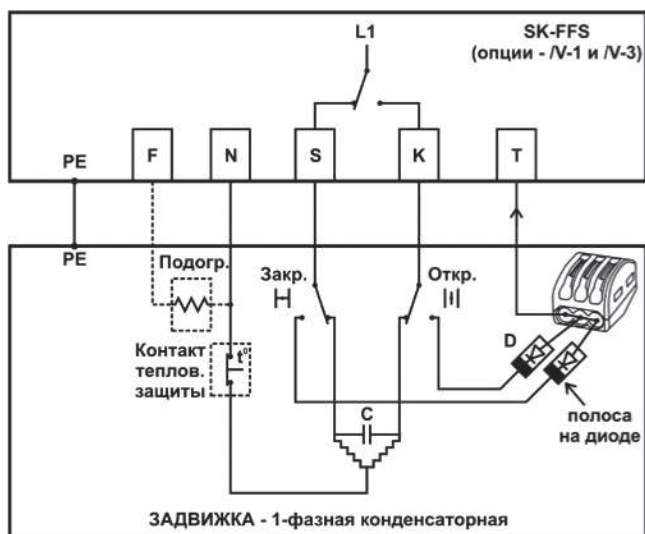 L1
SK-FFS
(опции - /V-1 и /V-3)
PE
F
N
S
K
T
PE
Подогр.
Закр.
Откр.
Контакт
теплов.
защиты
t°
D
C
полоса
на диоде
ЗАДВИЖКА - 1-фазная конденсаторная